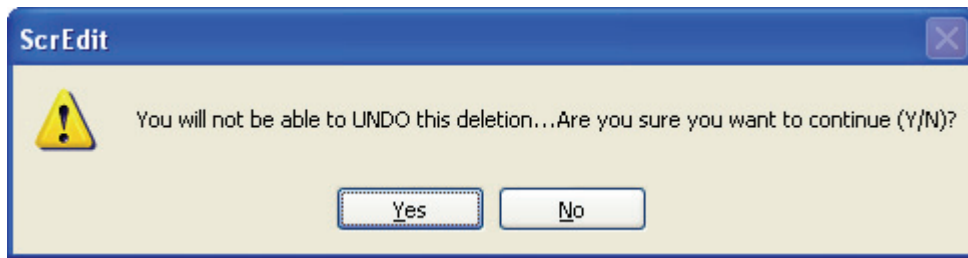 ScrEdit
You will not be able to UNDO this deletion...Are you sure you want to continue (Y/N)?
Yes
No